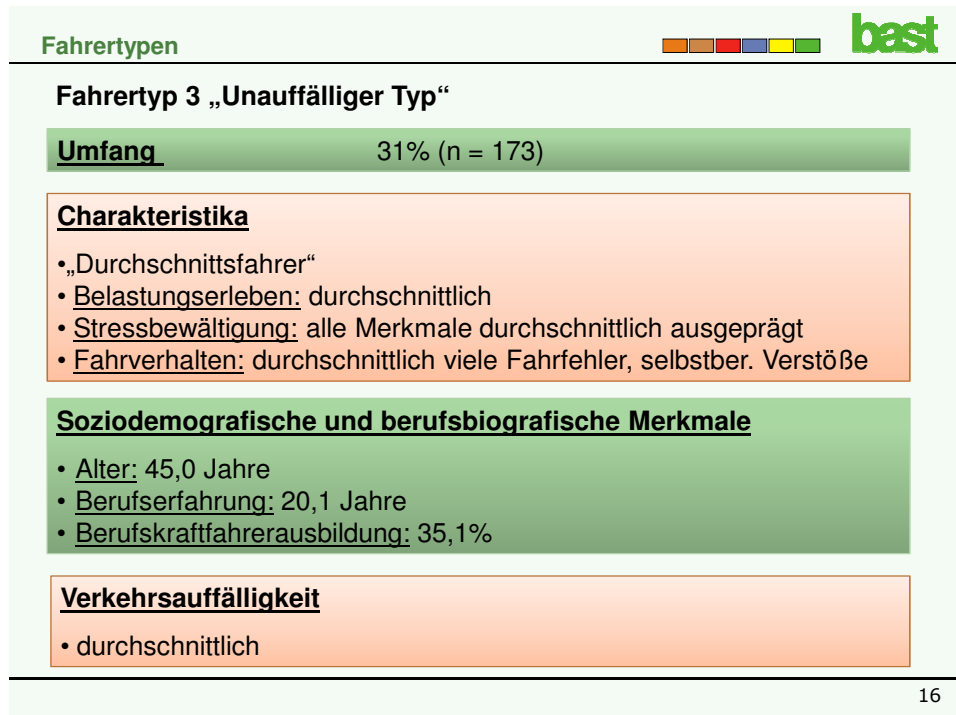 Fahrertypen
bast
Fahrertyp 3 „Unauffälliger Typ“
Umfang 31% (n = 173)
Charakteristika
•„Durchschnittsfahrer“
• Belastungserleben: durchschnittlich
• Stressbewältigung: alle Merkmale durchschnittlich ausgeprägt
• Fahrverhalten: durchschnittlich viele Fahrfehler, selbstber. Verstöße
Soziodemografische und berufsbiografische Merkmale
• Alter: 45,0 Jahre
• Berufserfahrung: 20,1 Jahre
• Berufskraftfahrerausbildung: 35,1%
Verkehrsauffälligkeit
• durchschnittlich
16